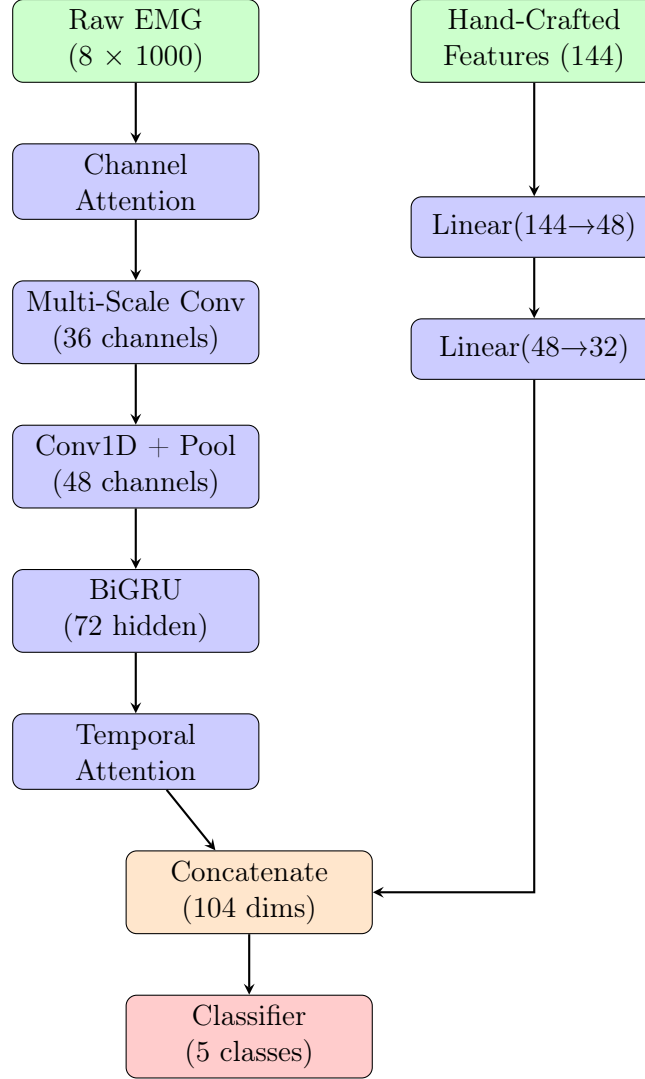 Raw EMG
(8 × 1000)
Hand-Crafted
Features (144)
Channel
Attention
Linear(144→48)
Multi-Scale Conv
(36 channels)
Linear(48→32)
Conv1D + Pool
(48 channels)
BiGRU
(72 hidden)
Temporal
Attention
Concatenate
(104 dims)
Classifier
(5 classes)